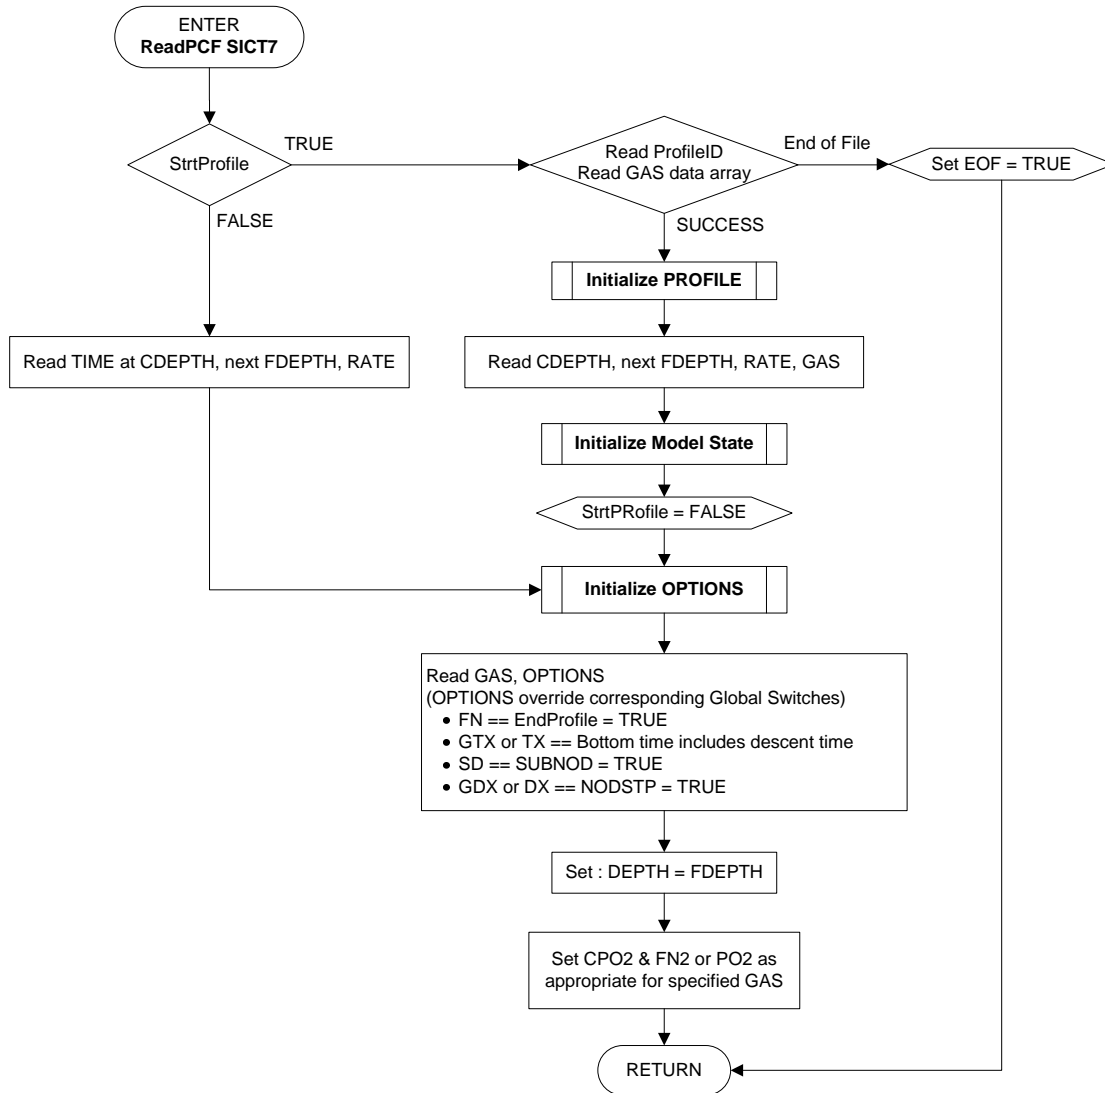 ENTER
ReadPCF SICT7
StrtProfile
TRUE
FALSE
Read ProfileID
Read GAS data array
End of File
Set EOF = TRUE
SUCCESS
Initialize PROFILE
Read TIME at CDEPTH, next FDEPTH, RATE
Read CDEPTH, next FDEPTH, RATE, GAS
Initialize Model State
StrtPRofile = FALSE
Initialize OPTIONS
Read GAS, OPTIONS
(OPTIONS override corresponding Global Switches)
• FN == EndProfile = TRUE
• GTX or TX == Bottom time includes descent time
• SD == SUBNOD = TRUE
• GDX or DX == NODSTP = TRUE
Set : DEPTH = FDEPTH
Set CPO2 & FN2 or PO2 as
appropriate for specified GAS
RETURN